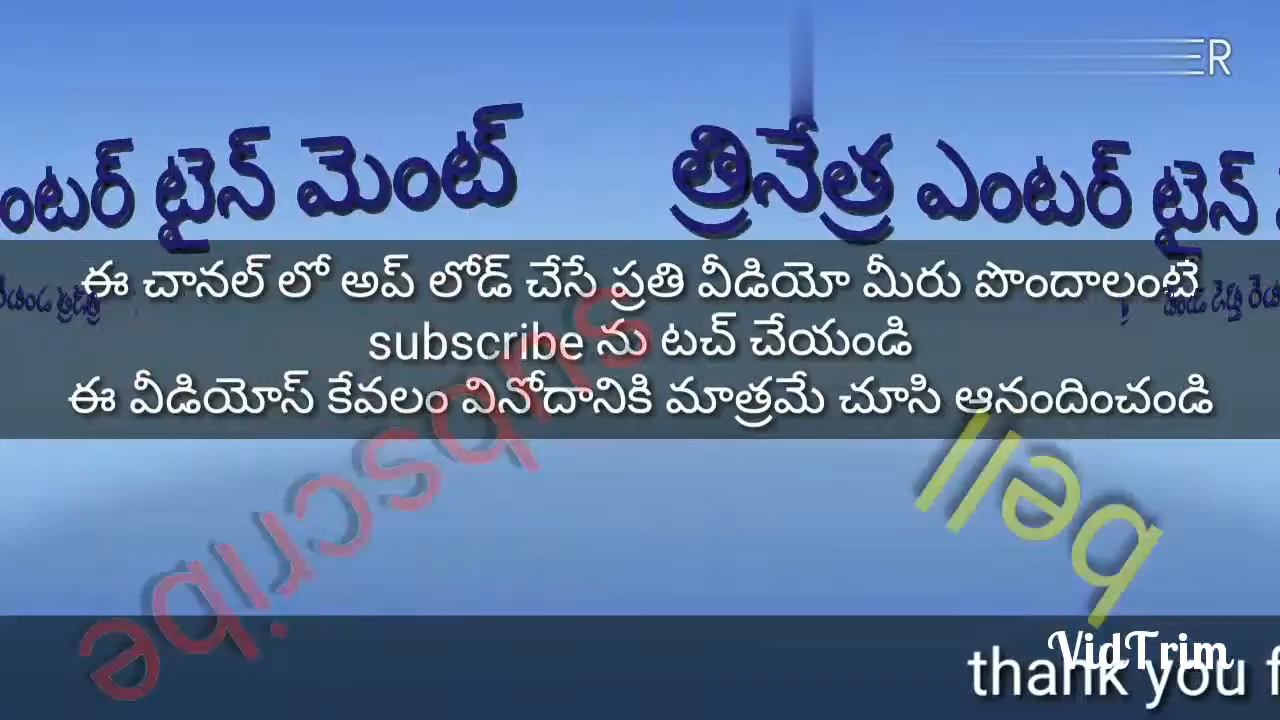 R
ంటర్ టైన్ మెంట్ త్రినేత్ర ఎంటర్ టైన్
ఈ చానల్ లో అప్ లోడ్ చేసే ప్రతి వీడియో మీరు పొందాలంటే
subscribe ను టచ్ చేయండి
ఈ వీడియోస్ కేవలం వినోదానికి మాత్రమే చూసి ఆనందించండి
subscribe
bell
VidTrim
thank you f